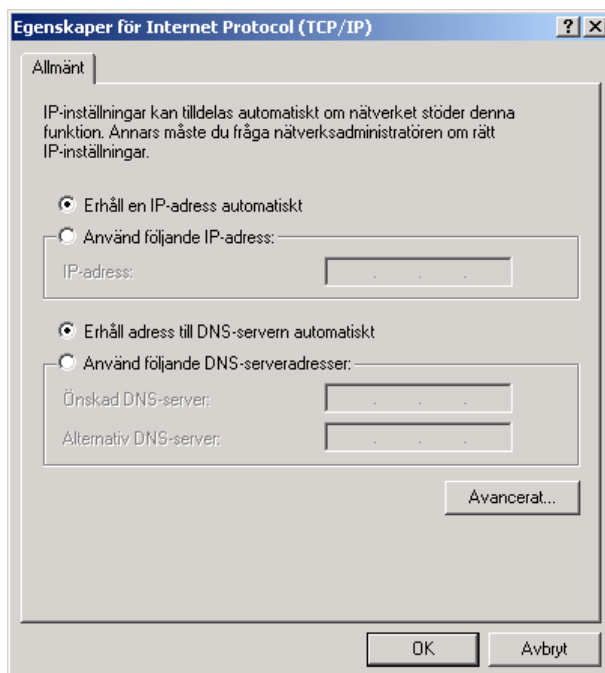 Egenskaper för Internet Protocol (TCP/IP)
Allmänt
IP-inställningar kan tilldelas automatiskt om nätverket stöder denna
funktion. Annars måste du fråga nätverksadministratören om rätt
IP-inställningar.
Erhåll en IP-adress automatiskt
Använd följande IP-adress:
IP-adress:
Erhåll adress till DNS-servern automatiskt
Använd följande DNS-serveradresser:
Önskad DNS-server:
Alternativ DNS-server:
Avancerat...
OK Avbryt